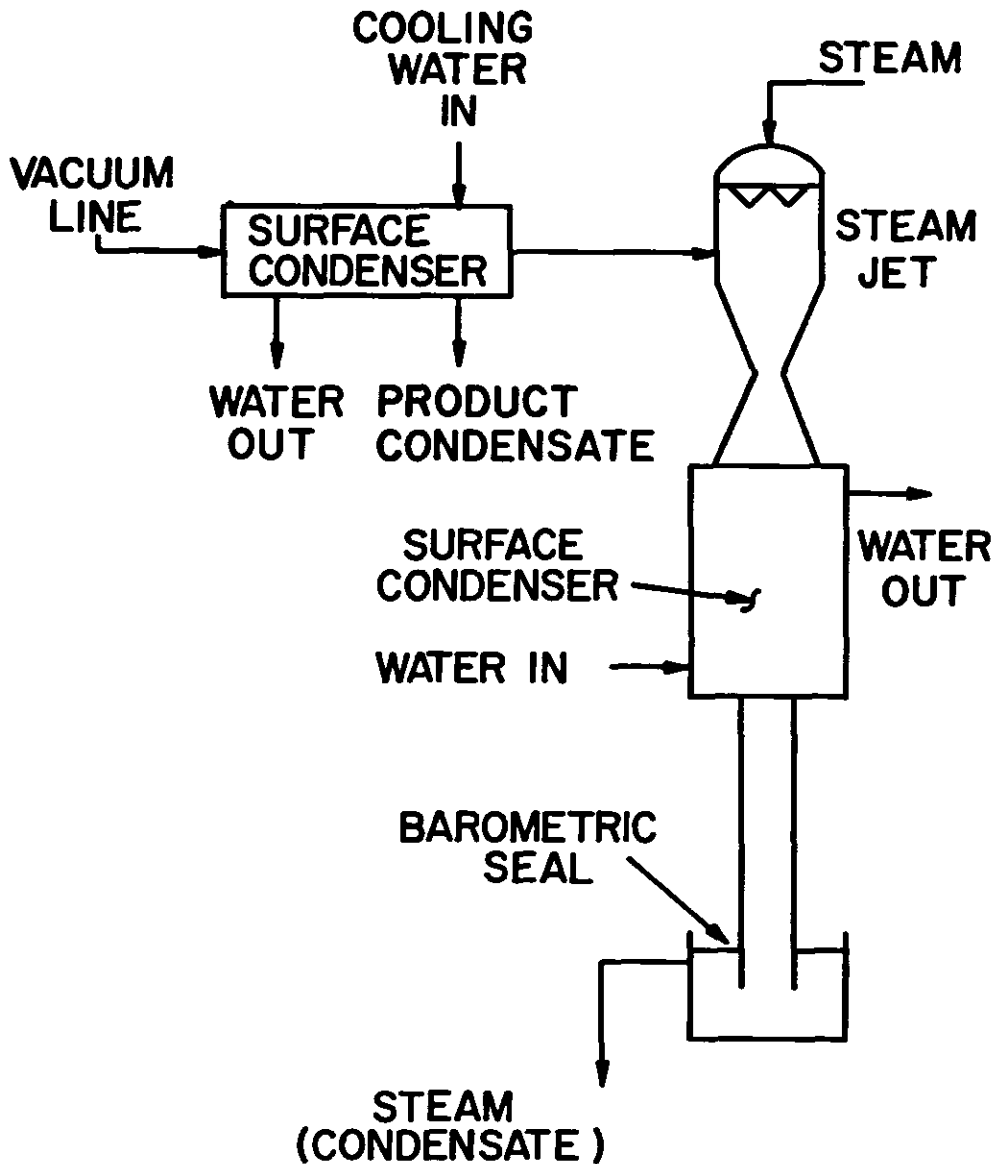 COOLING
WATER
IN
STEAM
VACUUM
LINE
SURFACE
CONDENSER
STEAM
JET
WATER
OUT
PRODUCT
CONDENSATE
SURFACE
CONDENSER
WATER
OUT
WATER IN
BAROMETRIC
SEAL
STEAM
(CONDENSATE)